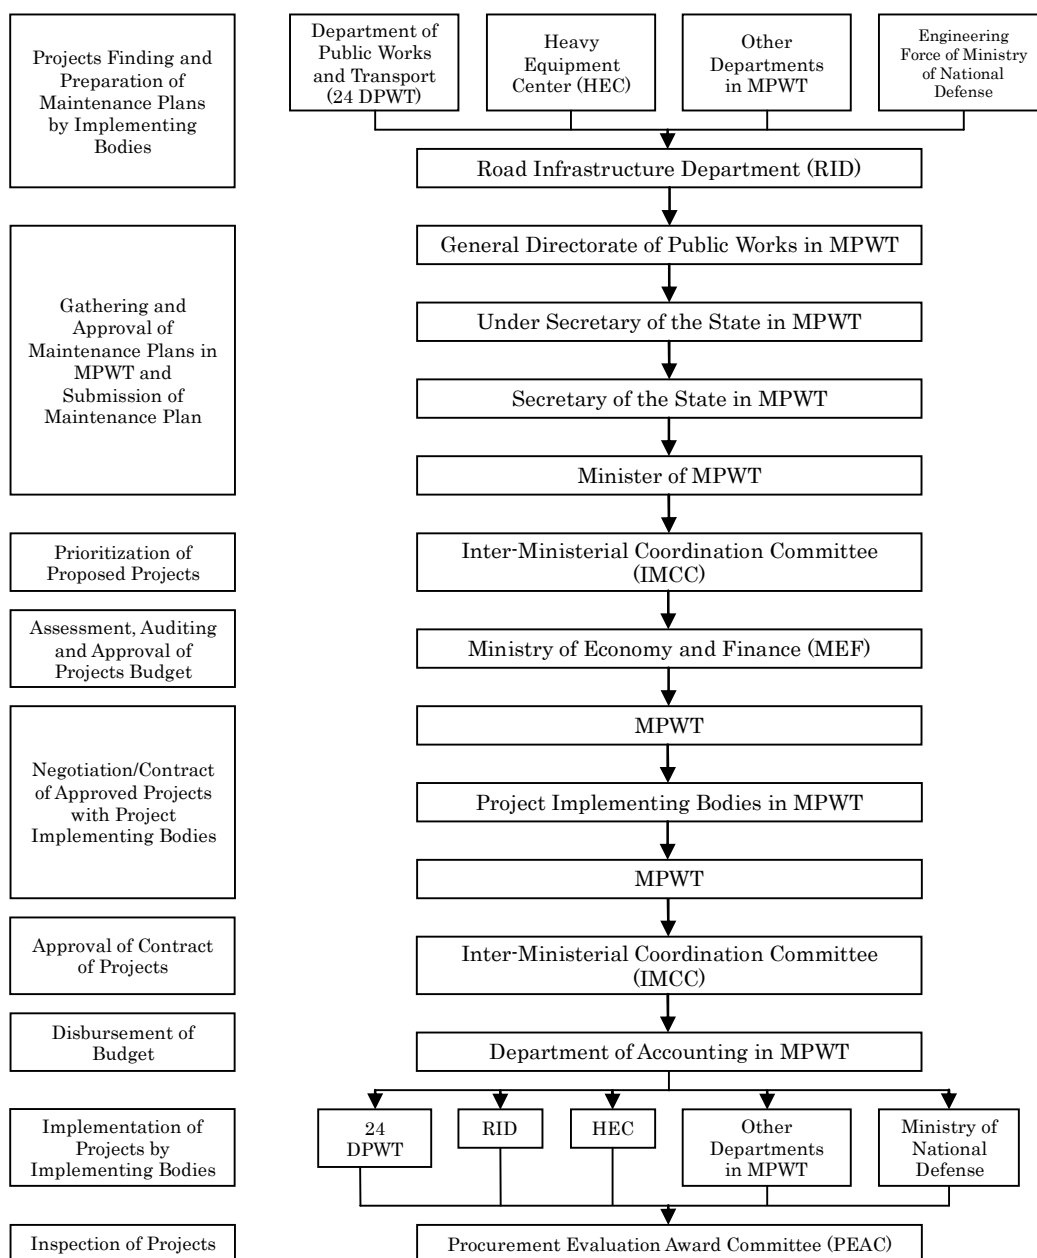 Projects Finding and
Preparation of
Maintenance Plans
by Implementing
Bodies
Department of
Public Works
and Transport
(24 DPWT)
Heavy
Equipment
Center (HEC)
Other
Departments
in MPWT
Engineering
Force of Ministry
of National
Defense
Road Infrastructure Department (RID)
Gathering and
Approval of
Maintenance Plans in
MPWT and
Submission of
Maintenance Plan
General Directorate of Public Works in MPWT
Under Secretary of the State in MPWT
Secretary of the State in MPWT
Minister of MPWT
Prioritization of
Proposed Projects
Inter-Ministerial Coordination Committee
(IMCC)
Assessment, Auditing
and Approval of
Projects Budget
Ministry of Economy and Finance (MEF)
Negotiation/Contract
of Approved Projects
with Project
Implementing Bodies
MPWT
Project Implementing Bodies in MPWT
MPWT
Approval of Contract
of Projects
Inter-Ministerial Coordination Committee
(IMCC)
Disbursement of
Budget
Department of Accounting in MPWT
Implementation of
Projects by
Implementing Bodies
24
DPWT
RID
HEC
Other
Departments
in MPWT
Ministry of
National
Defense
Inspection of Projects
Procurement Evaluation Award Committee (PEAC)